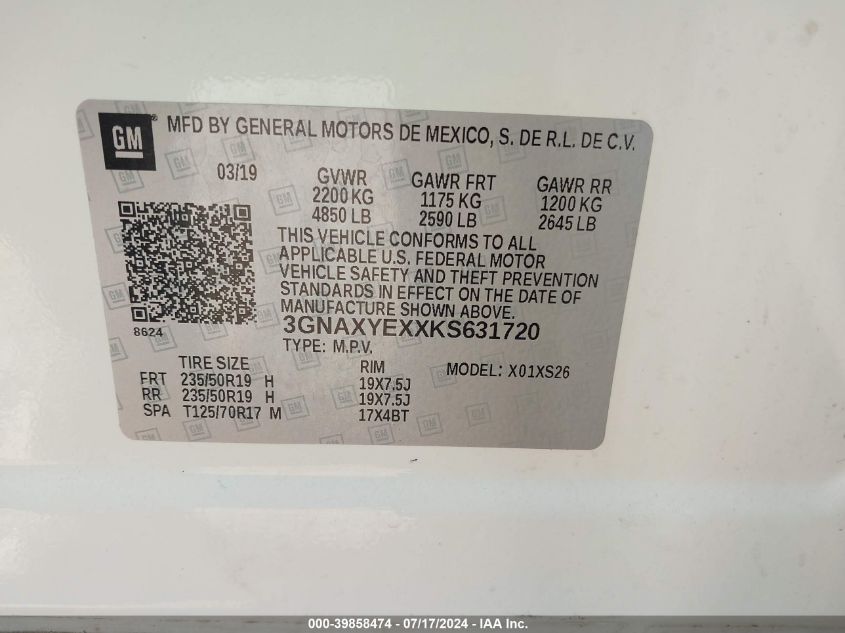 GM® MFD BY GENERAL MOTORS DE MEXICO, S. DE R.L. DE C.V.
03/19 GVWR GAWR FRT GAWR RR
2200 KG 1175 KG 1200 KG
4850 LB 2590 LB 2645 LB
THIS VEHICLE CONFORMS TO ALL
APPLICABLE U.S. FEDERAL MOTOR
VEHICLE SAFETY AND THEFT PREVENTION
STANDARDS IN EFFECT ON THE DATE OF
MANUFACTURE SHOWN ABOVE.
8624
3GNAXYEXXKS631720
TYPE: M.P.V.
TIRE SIZE RIM MODEL: X01XS26
FRT 235/50R19 H 19X7.5J
RR 235/50R19 H 19X7.5J
SPA T125/70R17 M 17X4BT
000-39858474 / 07/17/2024 - IAA Inc.